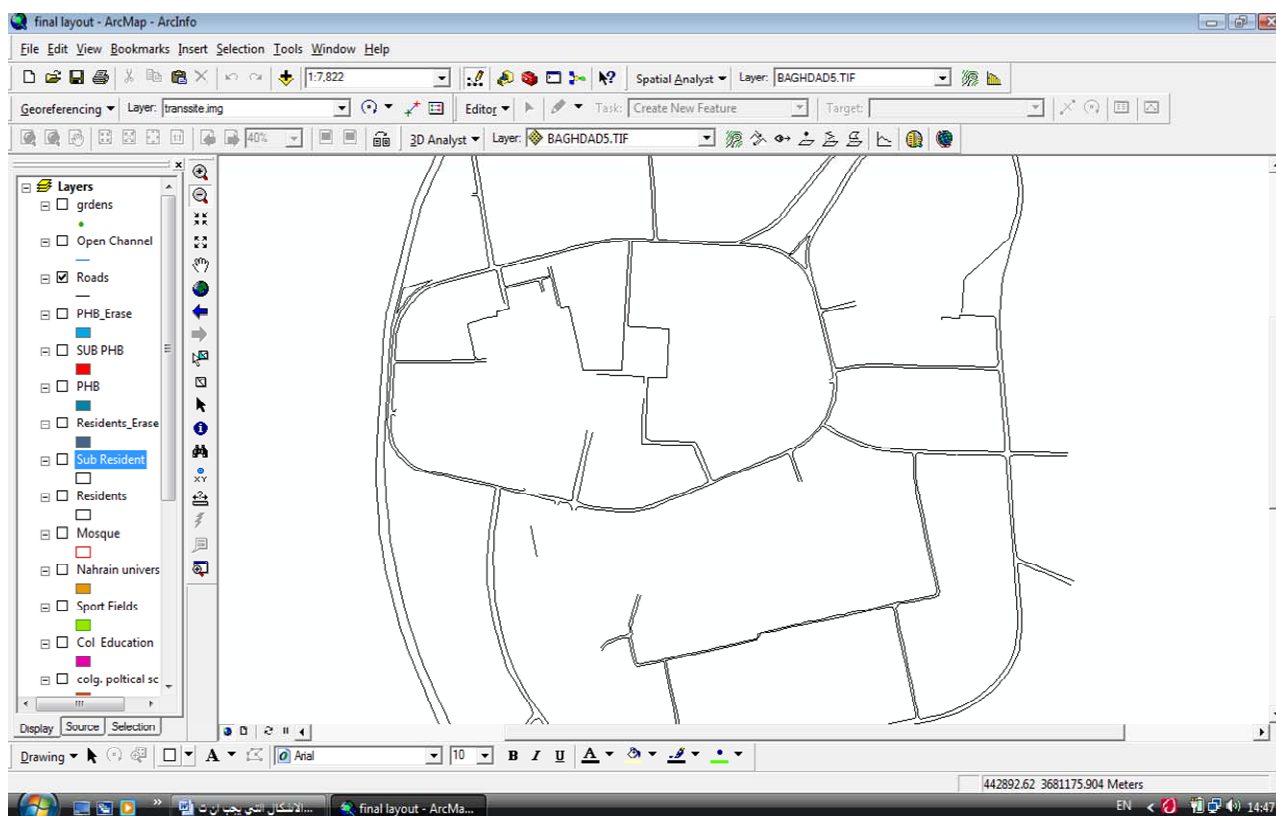 final layout - ArcMap - ArcInfo
File Edit View Bookmarks Insert Selection Tools Window Help
1:7,822 Spatial Analyst Layer: BAGHDAD5.TIF
Georeferencing Layer: transsite.img Editor Task: Create New Feature Target:
40% 3D Analyst Layer: BAGHDAD5.TIF
Layers
grdens
Open Channel
Roads
PHB_Erase
SUB PHB
PHB
Residents_Erase
Sub Resident
Residents
Mosque
Nahrain univers
Sport Fields
Col Education
colg. poltical sc
Display Source Selection
Drawing A Arial 10 B I U A
442892.62 3681175.904 Meters
الاشكال التي يجب ان ت... final layout - ArcMa... EN 14:47